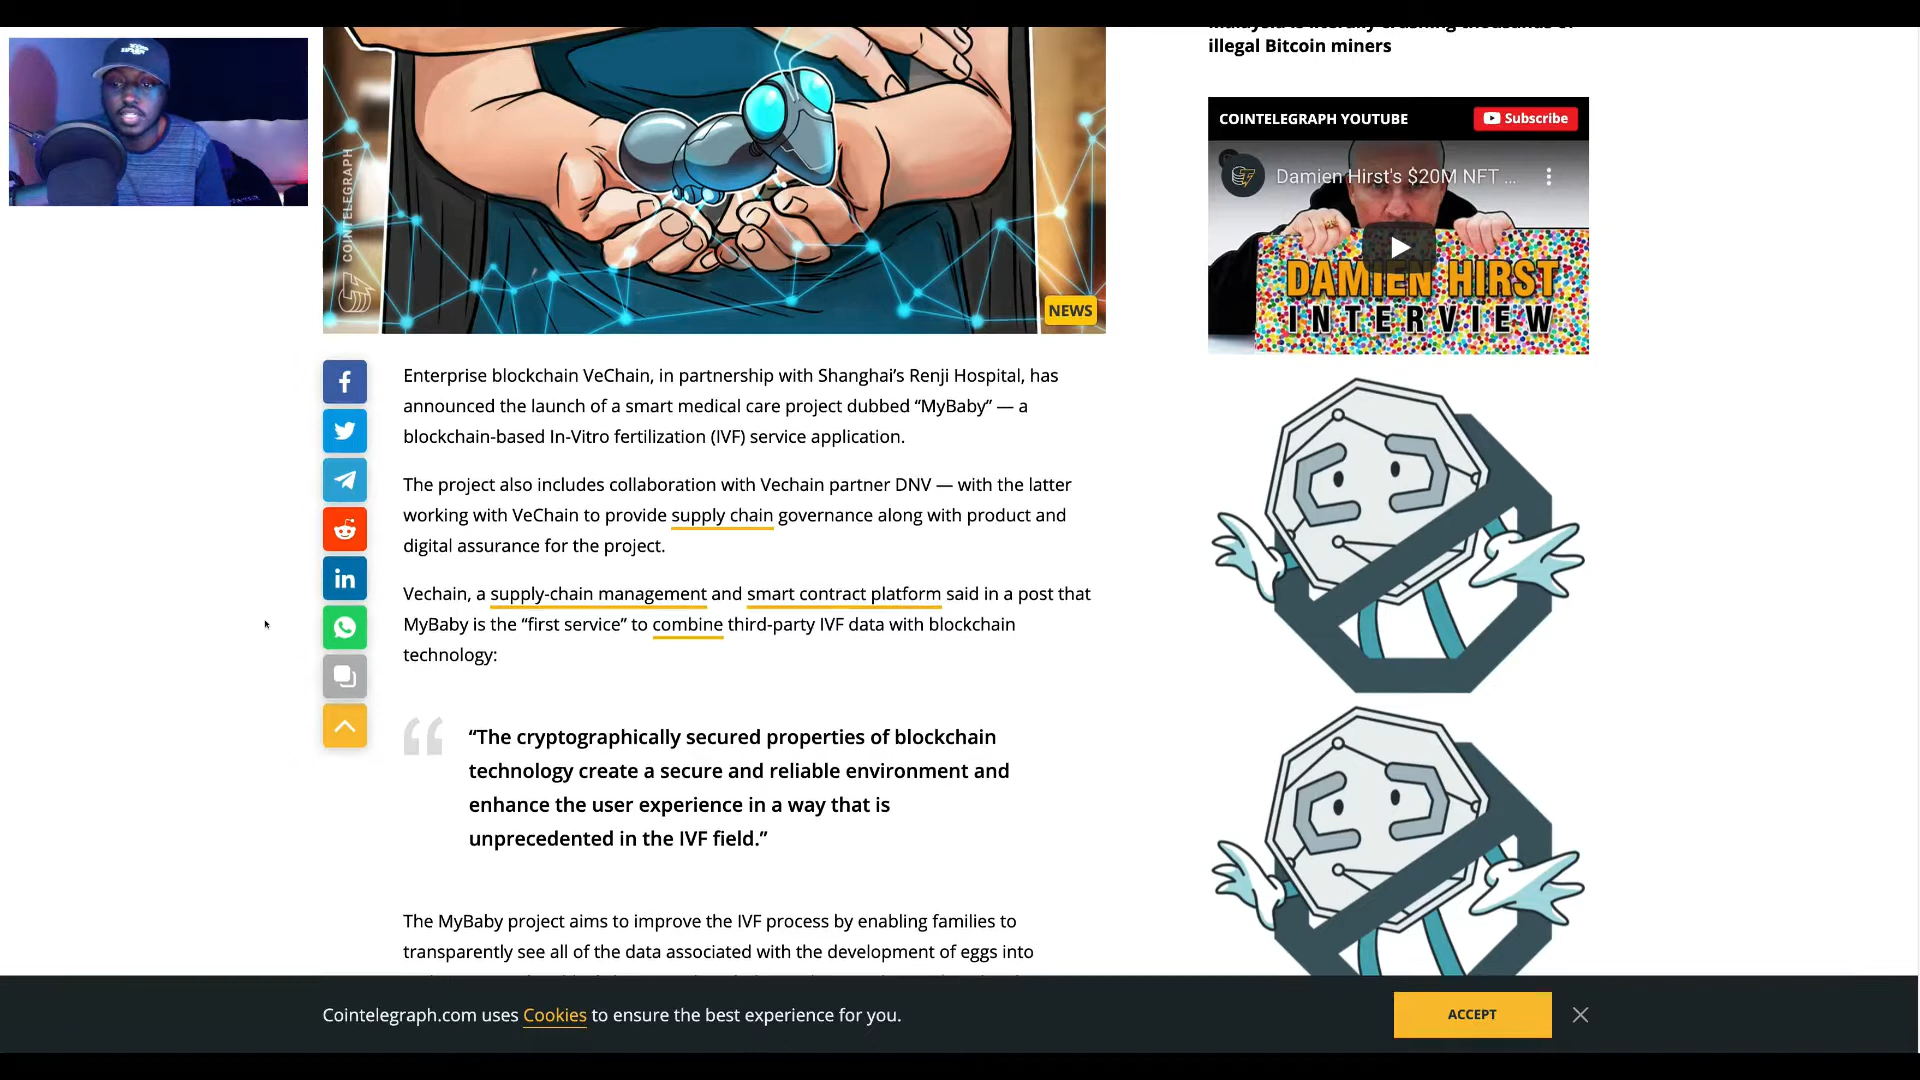 illegal Bitcoin miners
COINTELEGRAPH YOUTUBE
Subscribe
Damien Hirst's $20M NFT ...
DAMIEN HIRST
INTERVIEW
COINTELEGRAPH
NEWS
Enterprise blockchain VeChain, in partnership with Shanghai’s Renji Hospital, has
announced the launch of a smart medical care project dubbed “MyBaby” — a
blockchain-based In-Vitro fertilization (IVF) service application.
The project also includes collaboration with Vechain partner DNV — with the latter
working with VeChain to provide supply chain governance along with product and
digital assurance for the project.
Vechain, a supply-chain management and smart contract platform said in a post that
MyBaby is the “first service” to combine third-party IVF data with blockchain
technology:
“The cryptographically secured properties of blockchain
technology create a secure and reliable environment and
enhance the user experience in a way that is
unprecedented in the IVF field.”
The MyBaby project aims to improve the IVF process by enabling families to
transparently see all of the data associated with the development of eggs into
Cointelegraph.com uses Cookies to ensure the best experience for you.
ACCEPT